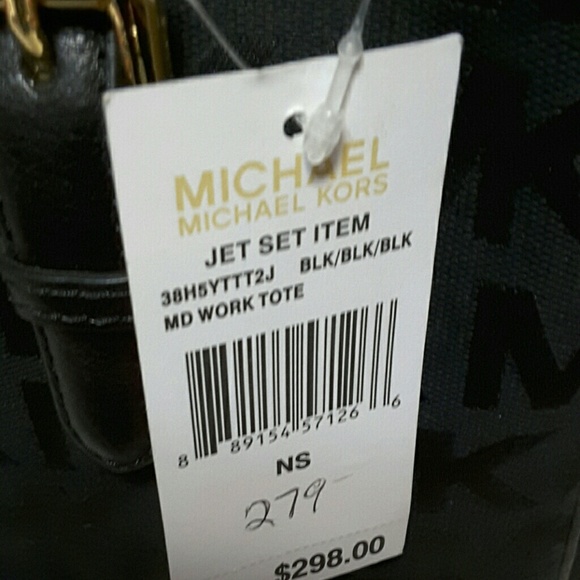 MICHAEL
MICHAEL KORS
JET SET ITEM
38H5YTTT2J BLK/BLK/BLK
MD WORK TOTE
8 89154 57126 6
NS
279-
$298.00
K
M
K